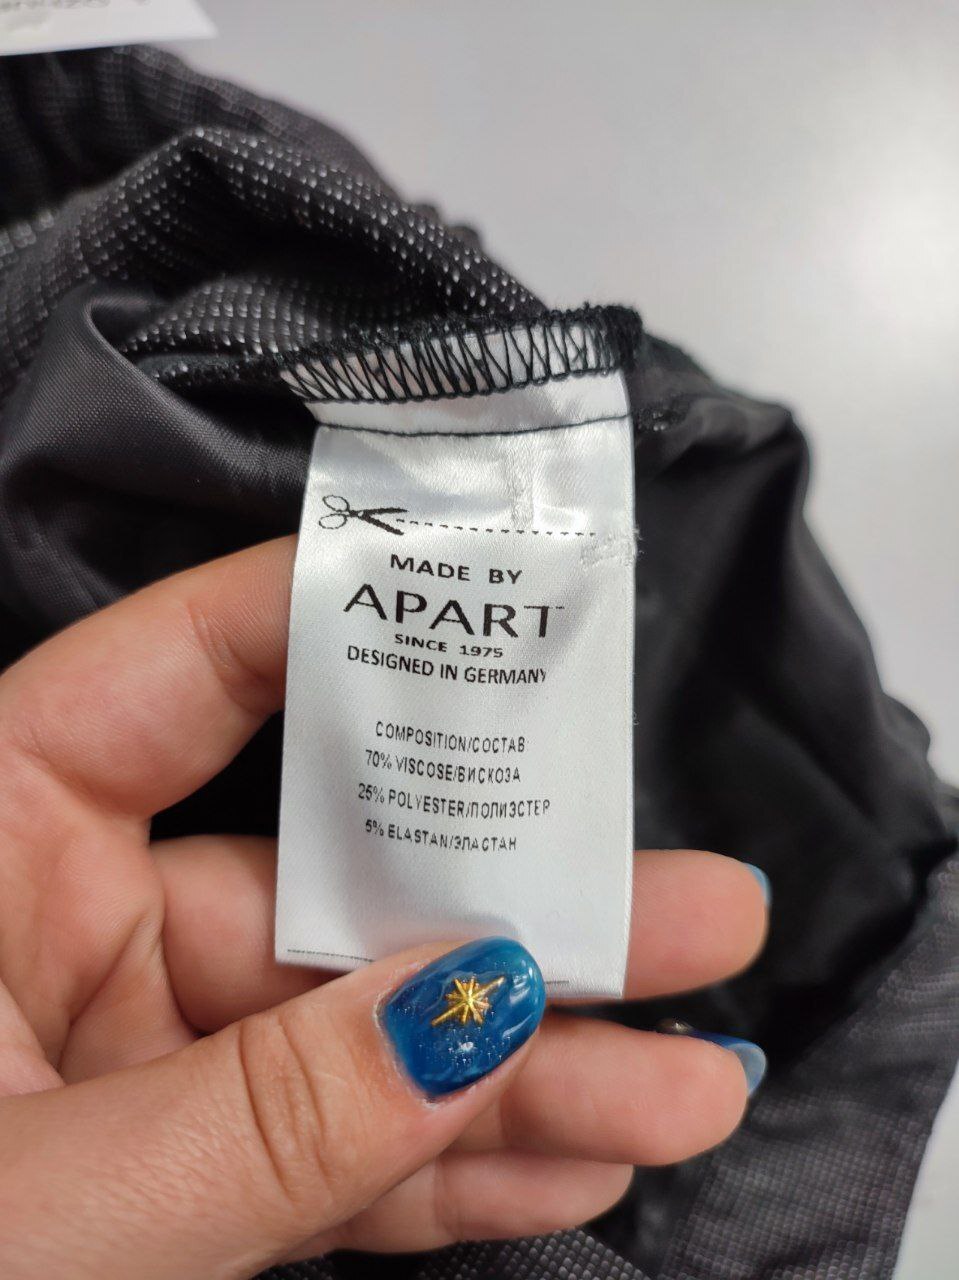 MADE BY
APART
SINCE 1975
DESIGNED IN GERMANY
COMPOSITION/СОСТАВ
70% VISCOSE/ВИСКОЗА
25% POLYESTER/ПОЛИЭСТЕР
5% ELASTAN/ЭЛАСТАН